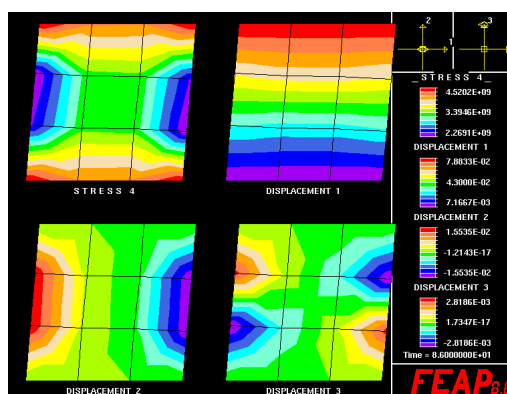 2
3
1
_ S T R E S S  4 _
4.5202E+09
3.3946E+09
2.2691E+09
DISPLACEMENT 1
7.8833E-02
4.3000E-02
7.1667E-03
DISPLACEMENT 2
1.5535E-02
-1.2143E-17
-1.5535E-02
DISPLACEMENT 3
2.8186E-03
1.7347E-17
-2.8186E-03
Time = 8.6000000E+01
S T R E S S  4
DISPLACEMENT 1
DISPLACEMENT 2
DISPLACEMENT 3
FEAP